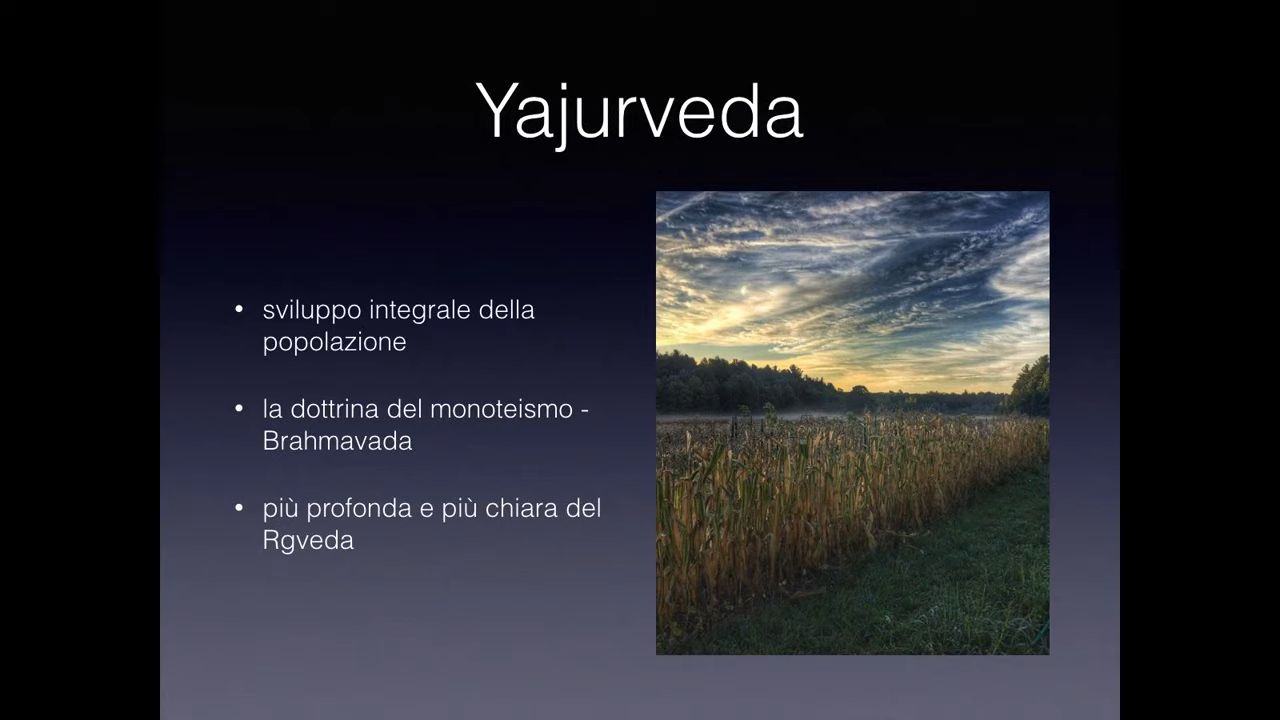 Yajurveda
• sviluppo integrale della
popolazione
• la dottrina del monoteismo -
Brahmavada
• più profonda e più chiara del
Rgveda